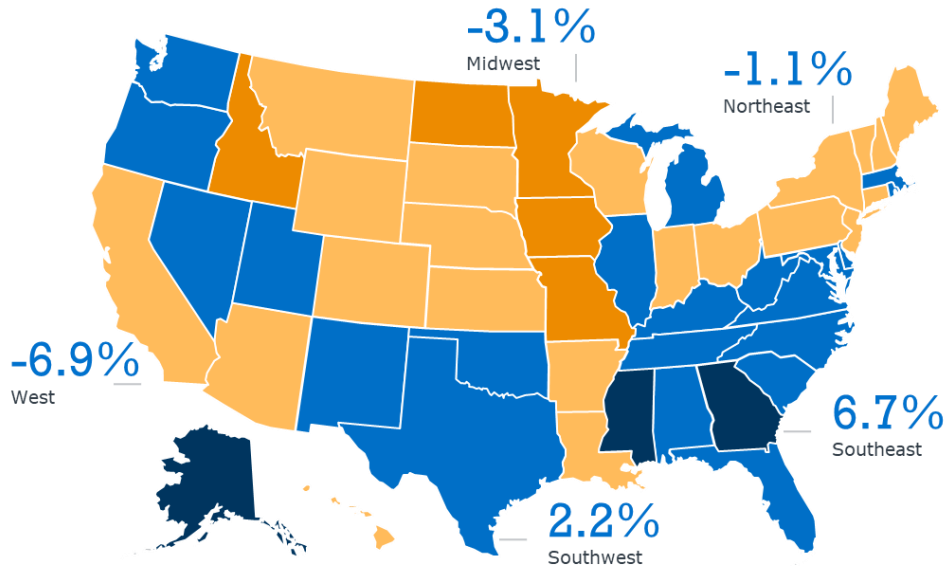 -3.1%
Midwest
-1.1%
Northeast
-6.9%
West
6.7%
Southeast
2.2%
Southwest